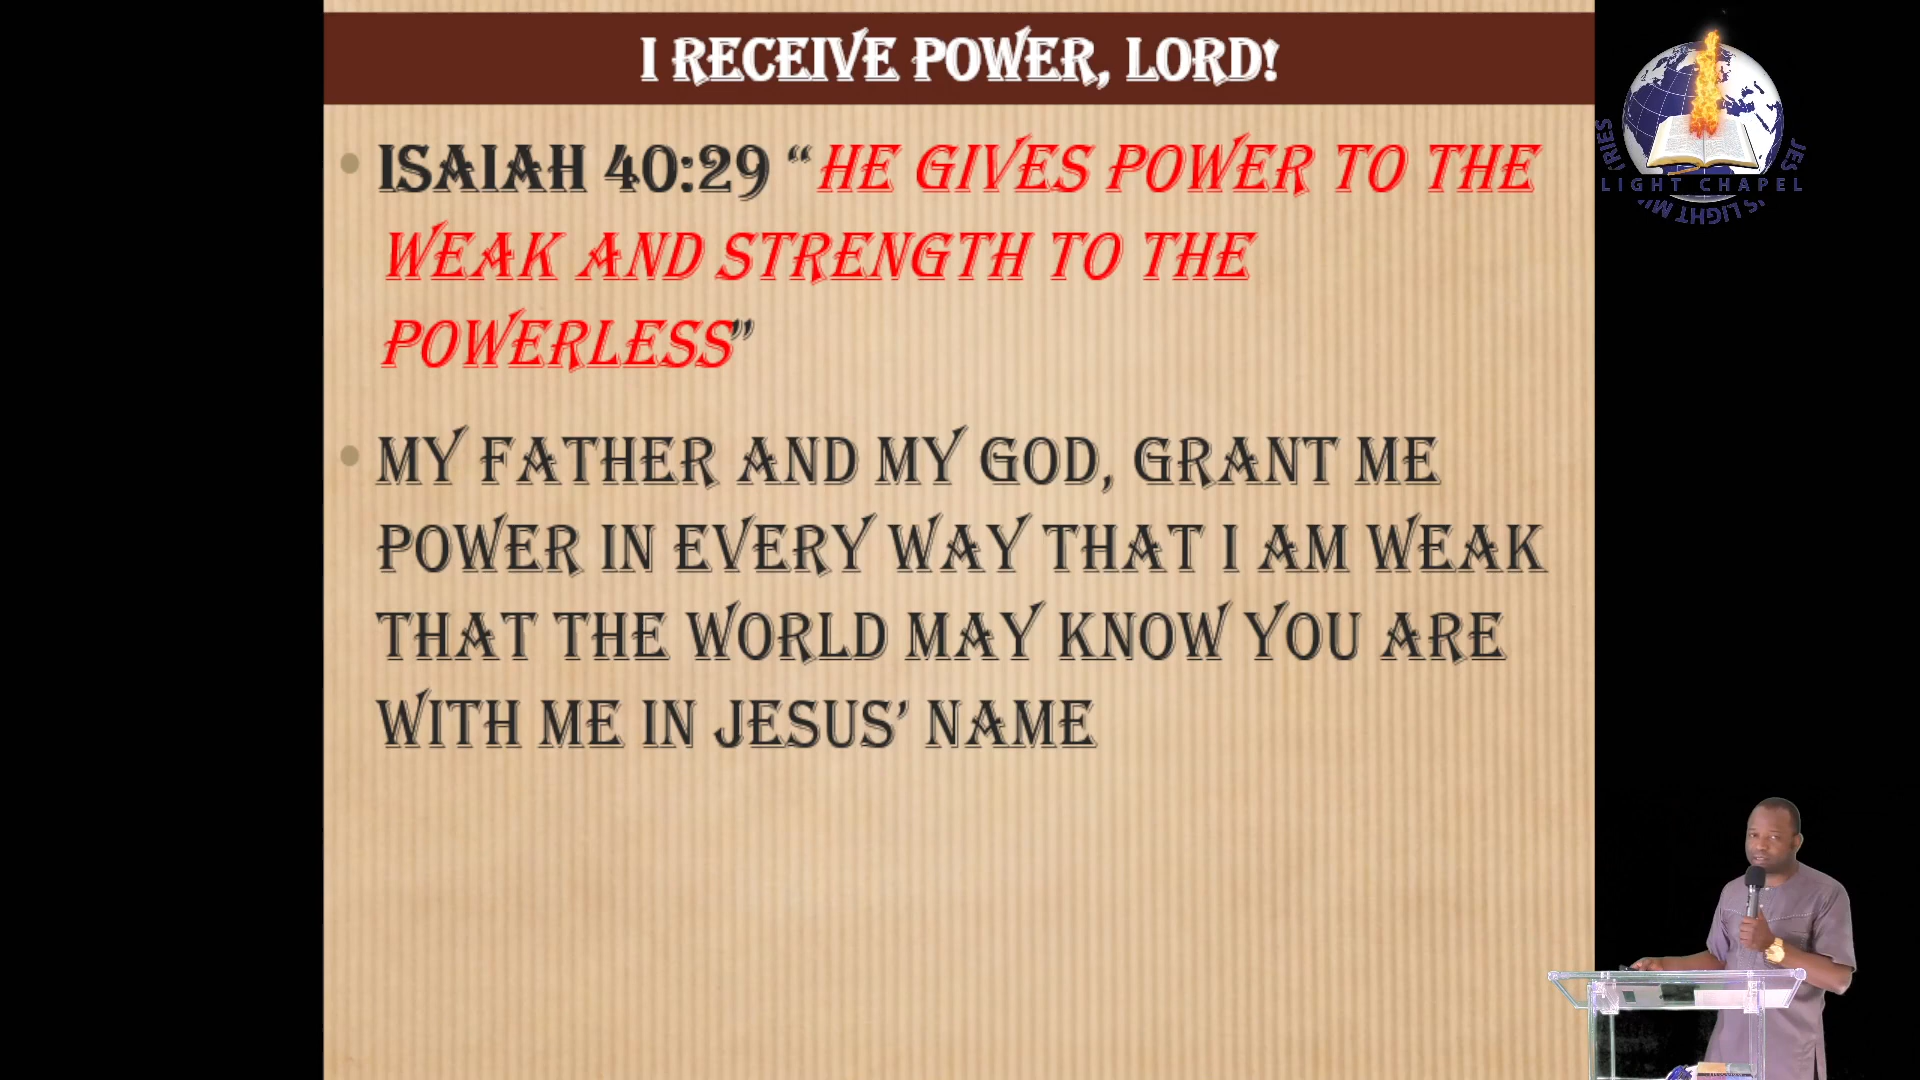 I RECEIVE POWER, LORD!
ISAIAH 40:29 “HE GIVES POWER TO THE
WEAK AND STRENGTH TO THE
POWERLESS”
MY FATHER AND MY GOD, GRANT ME
POWER IN EVERY WAY THAT I AM WEAK
THAT THE WORLD MAY KNOW YOU ARE
WITH ME IN JESUS’ NAME
LIGHT CHAPEL